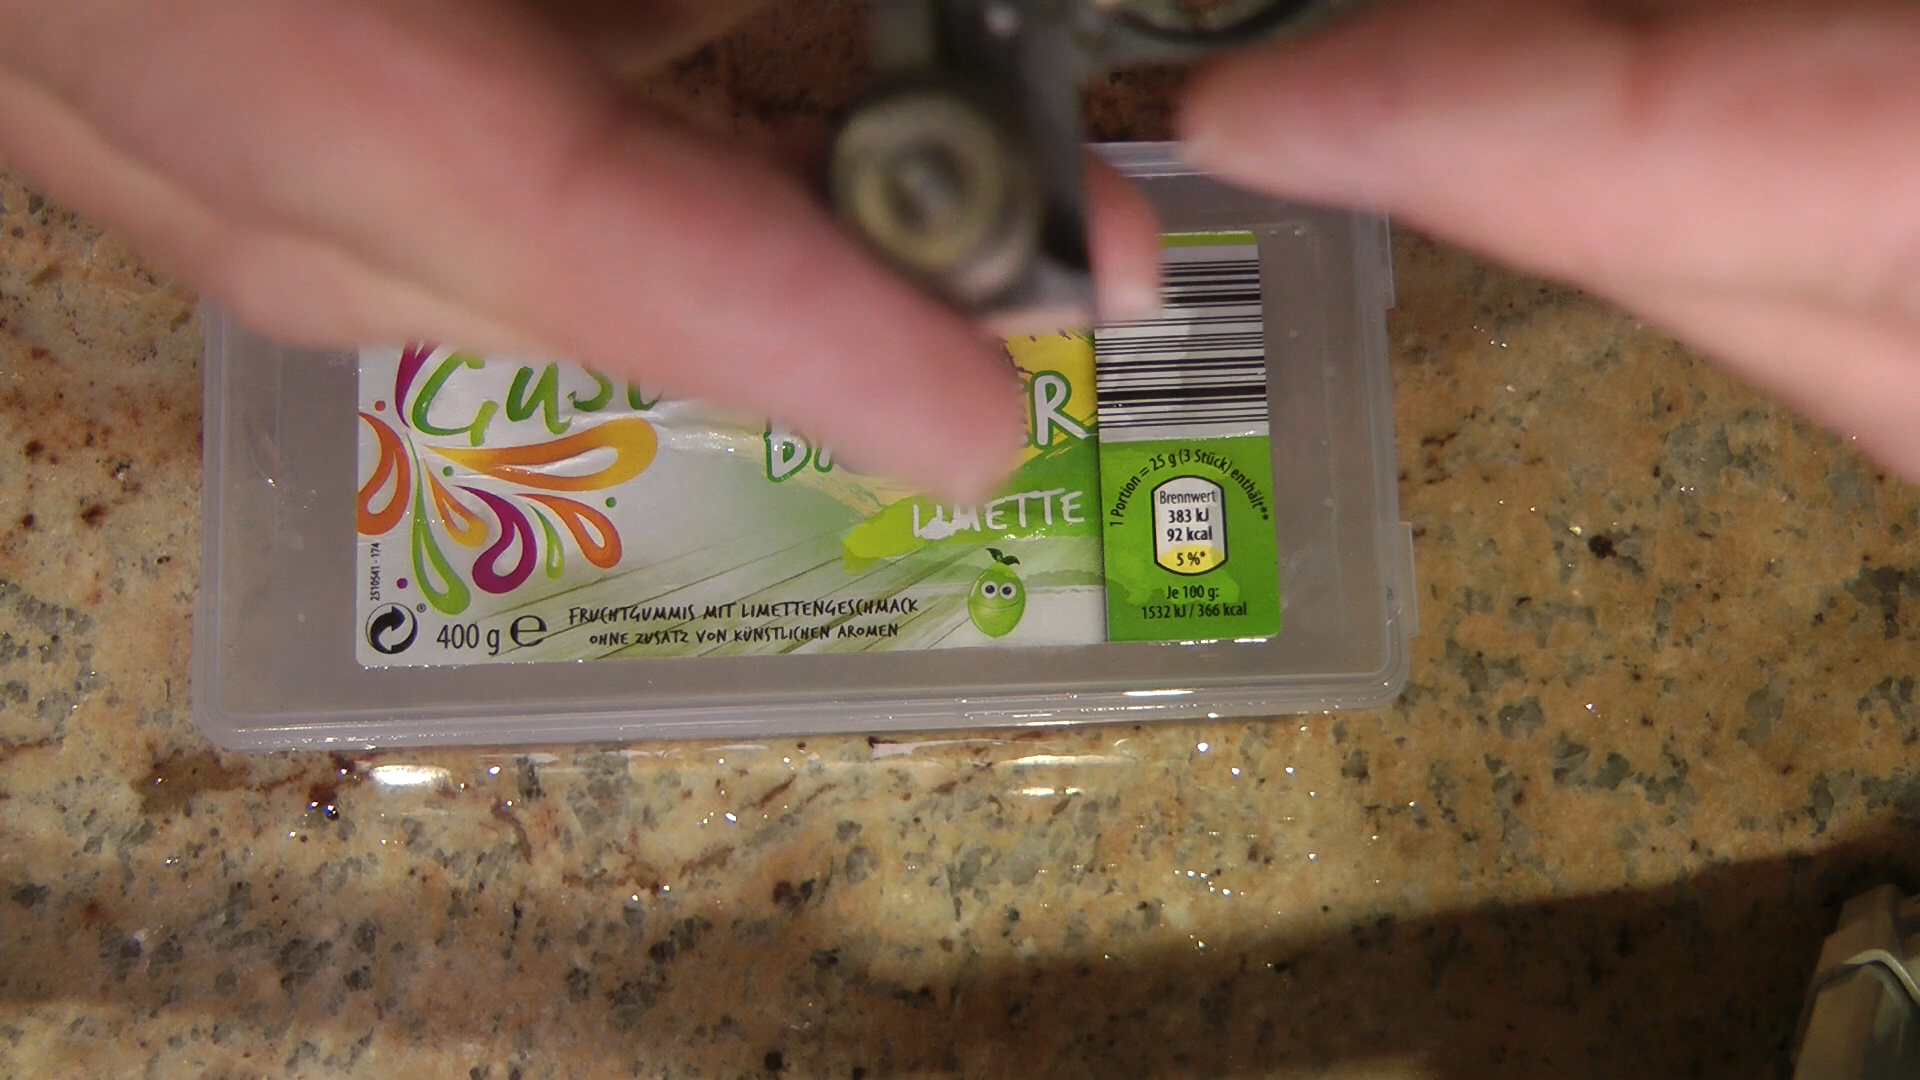 LIMETTE
2510541 - 174
400 g e
FRUCHTGUMMIS MIT LIMETTENGESCHMACK
OHNE ZUSATZ VON KÜNSTLICHEN AROMEN
1 Portion = 25 g (3 Stück) enthält**
Brennwert
383 kJ
92 kcal
5 %*
Je 100 g:
1532 kJ / 366 kcal